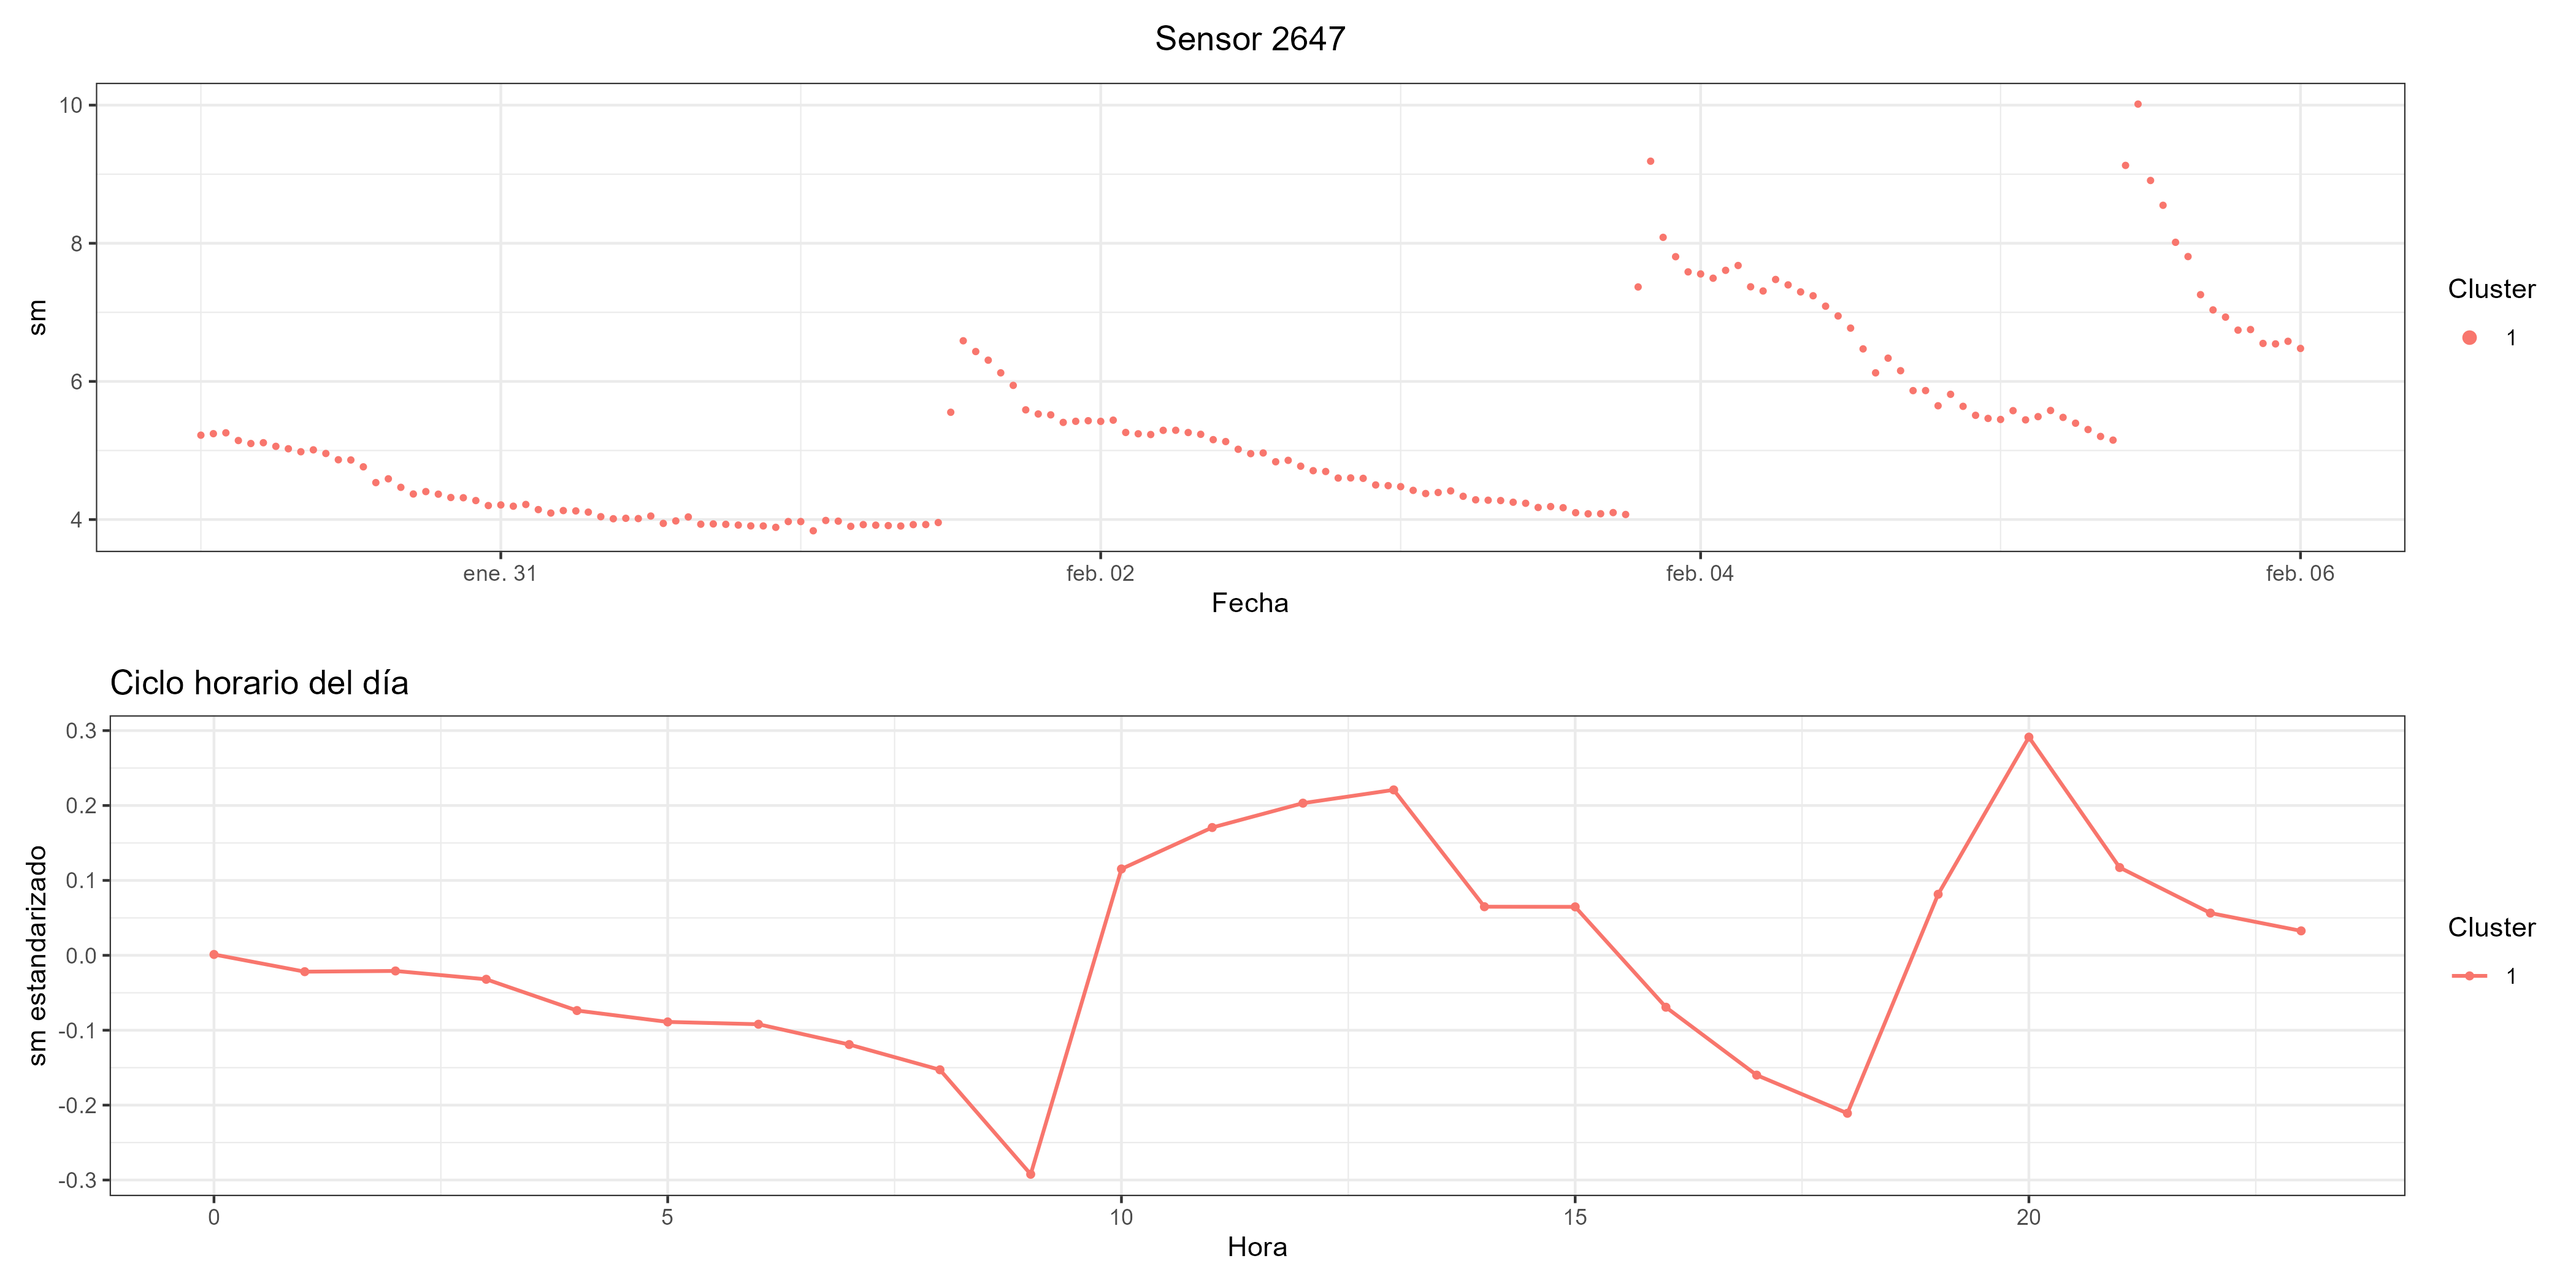 Sensor 2647
10
8
6
4
sm
ene. 31
feb. 02
feb. 04
feb. 06
Fecha
Cluster
1
Ciclo horario del día
0.3
0.2
0.1
0.0
-0.1
-0.2
-0.3
sm estandarizado
0
5
10
15
20
Hora
Cluster
1